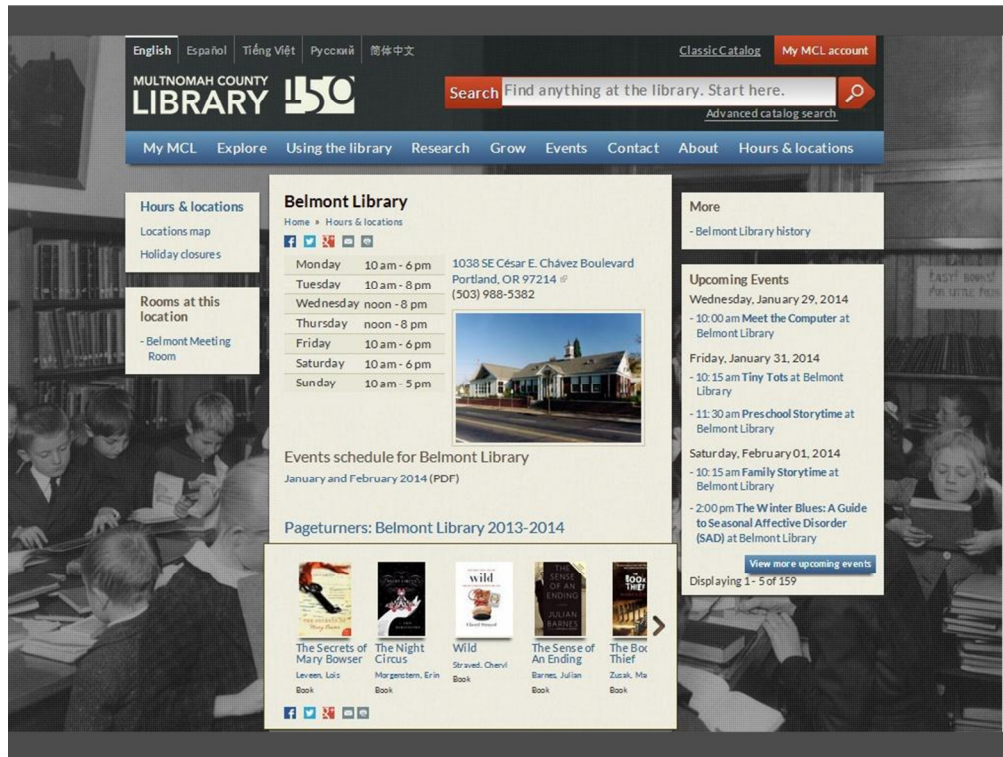 English Español Tiếng Việt Русский 简体中文
Classic Catalog My MCL account
MULTNOMAH COUNTY
LIBRARY 150
Search Find anything at the library. Start here.
Advanced catalog search
My MCL Explore Using the library Research Grow Events Contact About Hours & locations
Hours & locations
Locations map
Holiday closures
Rooms at this
location
- Belmont Meeting
Room
Belmont Library
Home » Hours & locations
Monday 10 am - 6 pm
Tuesday 10 am - 8 pm
Wednesday noon - 8 pm
Thursday noon - 8 pm
Friday 10 am - 6 pm
Saturday 10 am - 6 pm
Sunday 10 am - 5 pm
1038 SE César E. Chávez Boulevard
Portland, OR 97214
(503) 988-5382
Events schedule for Belmont Library
January and February 2014 (PDF)
Pageturners: Belmont Library 2013-2014
wild
THE
SENSE
OF AN
ENDING
JULIAN
BARNES
THE
BOOK
THIEF
The Secrets of
Mary Bowser
Leveen, Lois
Book
The Night
Circus
Morgenstern, Erin
Book
Wild
Strayed, Cheryl
Book
The Sense of
An Ending
Barnes, Julian
Book
The Boo
Thief
Zusak, Ma
Book
More
- Belmont Library history
Upcoming Events
Wednesday, January 29, 2014
- 10:00 am Meet the Computer at
Belmont Library
Friday, January 31, 2014
- 10:15 am Tiny Tots at Belmont
Library
- 11:30 am Preschool Storytime at
Belmont Library
Saturday, February 01, 2014
- 10:15 am Family Storytime at
Belmont Library
- 2:00 pm The Winter Blues: A Guide
to Seasonal Affective Disorder
(SAD) at Belmont Library
View more upcoming events
Displaying 1 - 5 of 159